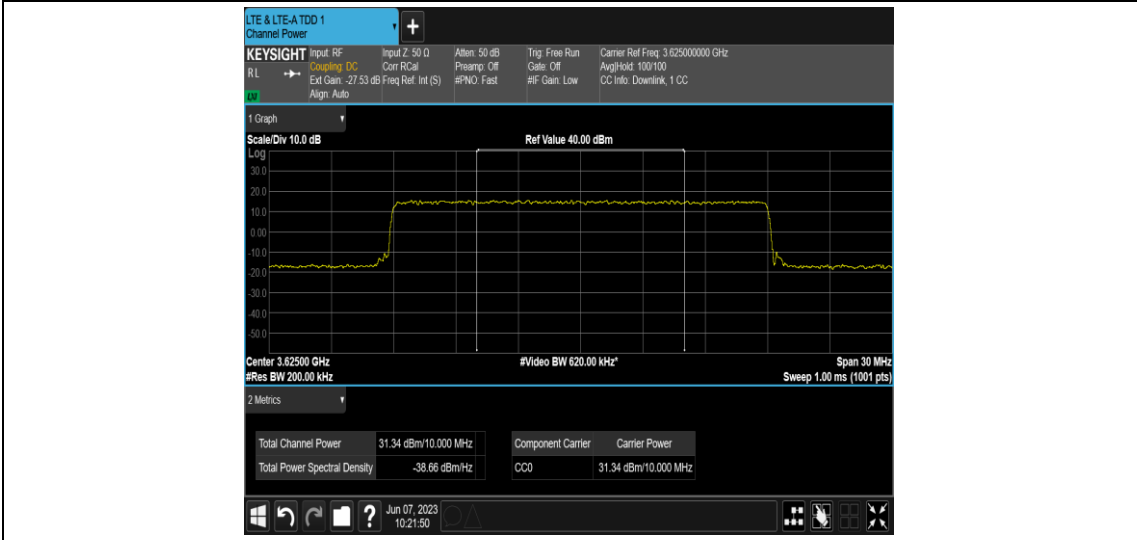 LTE & LTE-A TDD 1
Channel Power
KEYSIGHT
RL
LXI
Input: RF
Coupling: DC
Ext Gain: -27.53 dB
Align: Auto
Input Z: 50 Ω
Corr RCal
Freq Ref: Int (S)
Atten: 50 dB
Preamp: Off
#PNO: Fast
Trig: Free Run
Gate: Off
#IF Gain: Low
Carrier Ref Freq: 3.625000000 GHz
Avg|Hold: 100/100
CC Info: Downlink, 1 CC
1 Graph
Scale/Div 10.0 dB
Ref Value 40.00 dBm
Log
30.0
20.0
10.0
0.00
-10.0
-20.0
-30.0
-40.0
-50.0
Center 3.62500 GHz
#Video BW 620.00 kHz*
Span 30 MHz
#Res BW 200.00 kHz
Sweep 1.00 ms (1001 pts)
2 Metrics
Total Channel Power 31.34 dBm/10.000 MHz
Total Power Spectral Density -38.66 dBm/Hz
Component Carrier Carrier Power
CC0 31.34 dBm/10.000 MHz
?
Jun 07, 2023
10:21:50